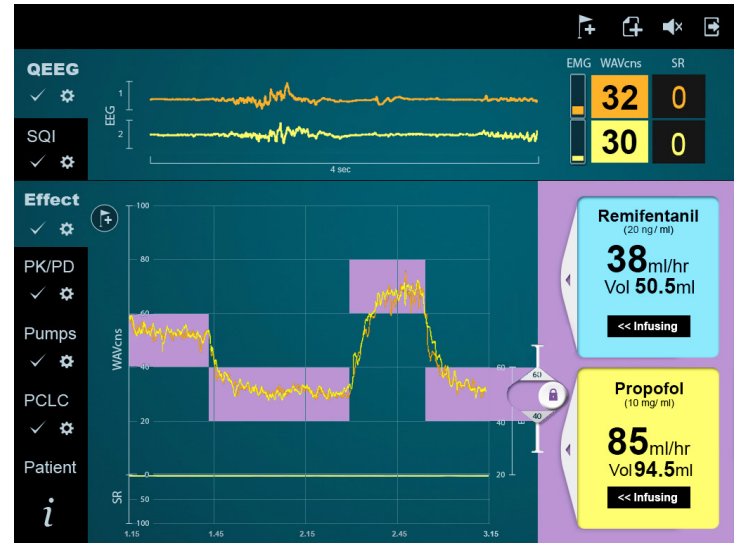 QEEG
SQI
Effect
PK/PD
Pumps
PCLC
Patient
i
EEG
1
2
4 sec
EMG WAVcns SR
32 0
30 0
WAVcns
100
80
60
40
20
0
SR
50
100
1.15 1.45 2.15 2.45 3.15
60
40
20
60
40
Remifentanil
(20 ng/ ml)
38ml/hr
Vol 50.5ml
<< Infusing
Propofol
(10 mg/ ml)
85ml/hr
Vol 94.5ml
<< Infusing